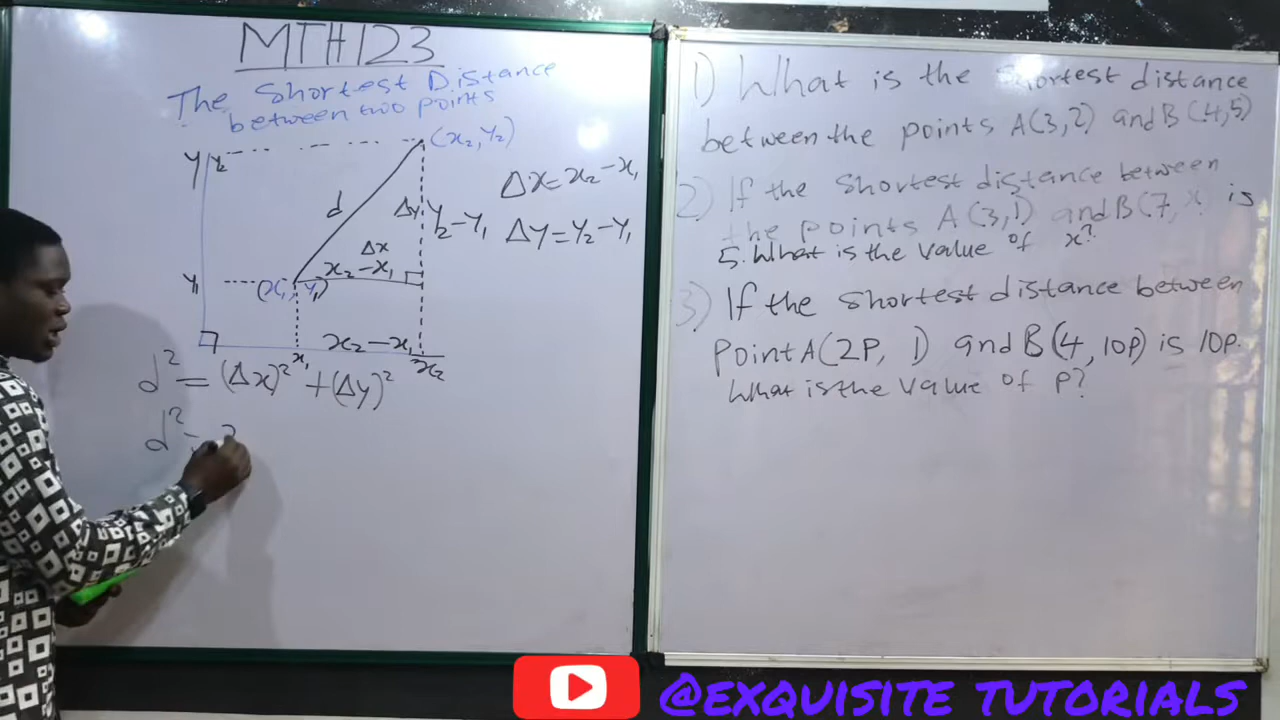 MTH123
The Shortest Distance
between two points
(x₂, y₂)
y y₂
Δx = x₂ - x₁
d
Δy y₂ - y₁ Δy = y₂ - y₁
Δx
x₂ - x₁
y₁ (x₁, y₁)
x₂ - x₁
x₁ x₂
d² = (Δx)² + (Δy)²
d² =
1) What is the shortest distance
between the points A(3,2) and B(4,5)
2) If the shortest distance between
the points A(3,1) and B(7, x is
5. What is the value of x?
3) If the shortest distance between
point A(2P, 1) and B(4, 10P) is 10P.
What is the value of P?
@EXQUISITE TUTORIALS